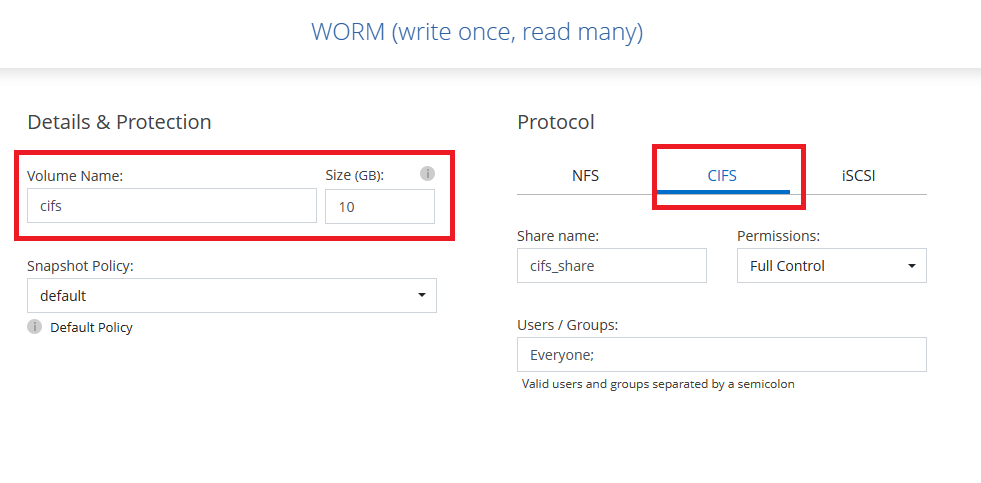 WORM (write once, read many)
Details & Protection
Volume Name:
Size (GB):
i
cifs
10
Snapshot Policy:
default
i Default Policy
Protocol
NFS
CIFS
iSCSI
Share name:
Permissions:
cifs_share
Full Control
Users / Groups:
Everyone;
Valid users and groups separated by a semicolon